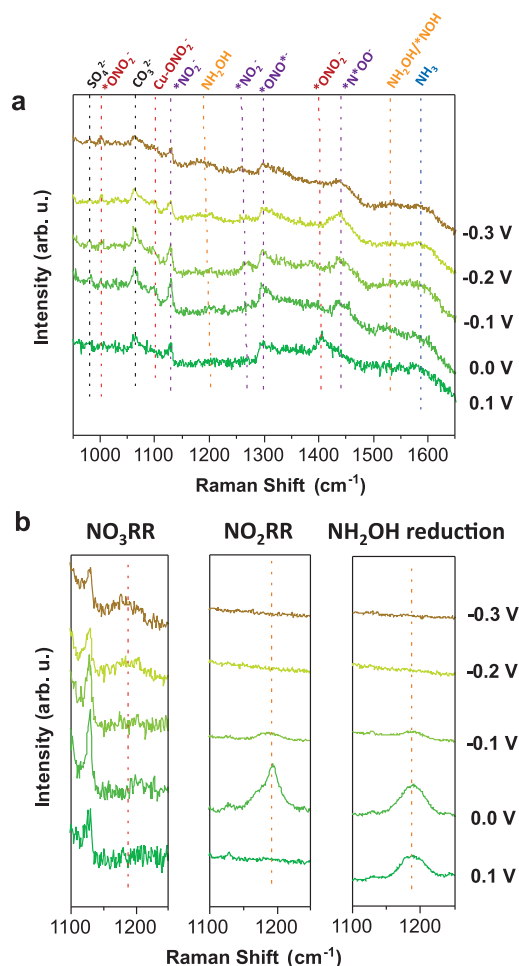 SO₄²⁻ *ONO₂⁻ CO₃²⁻ Cu-ONO₂⁻ *NO₂⁻ NH₂OH *NO₂⁻ *ONO*⁻ *ONO₂⁻ *N*OO⁻ NH₂OH/*NOH NH₃
a
Intensity (arb. u.)
-0.3 V
-0.2 V
-0.1 V
0.0 V
0.1 V
1000 1100 1200 1300 1400 1500 1600
Raman Shift (cm⁻¹)
b
NO₃RR NO₂RR NH₂OH reduction
Intensity (arb. u.)
-0.3 V
-0.2 V
-0.1 V
0.0 V
0.1 V
1100 1200 1100 1200 1100 1200
Raman Shift (cm⁻¹)